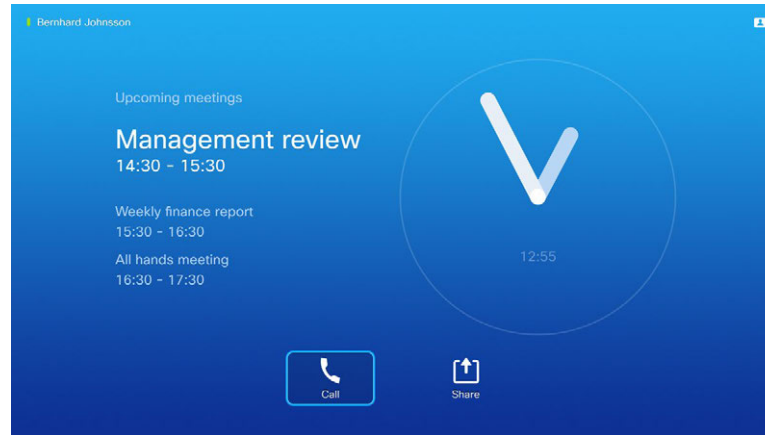 Bernhard Johnsson
Upcoming meetings
Management review
14:30 - 15:30
Weekly finance report
15:30 - 16:30
All hands meeting
16:30 - 17:30
12:55
Call
Share